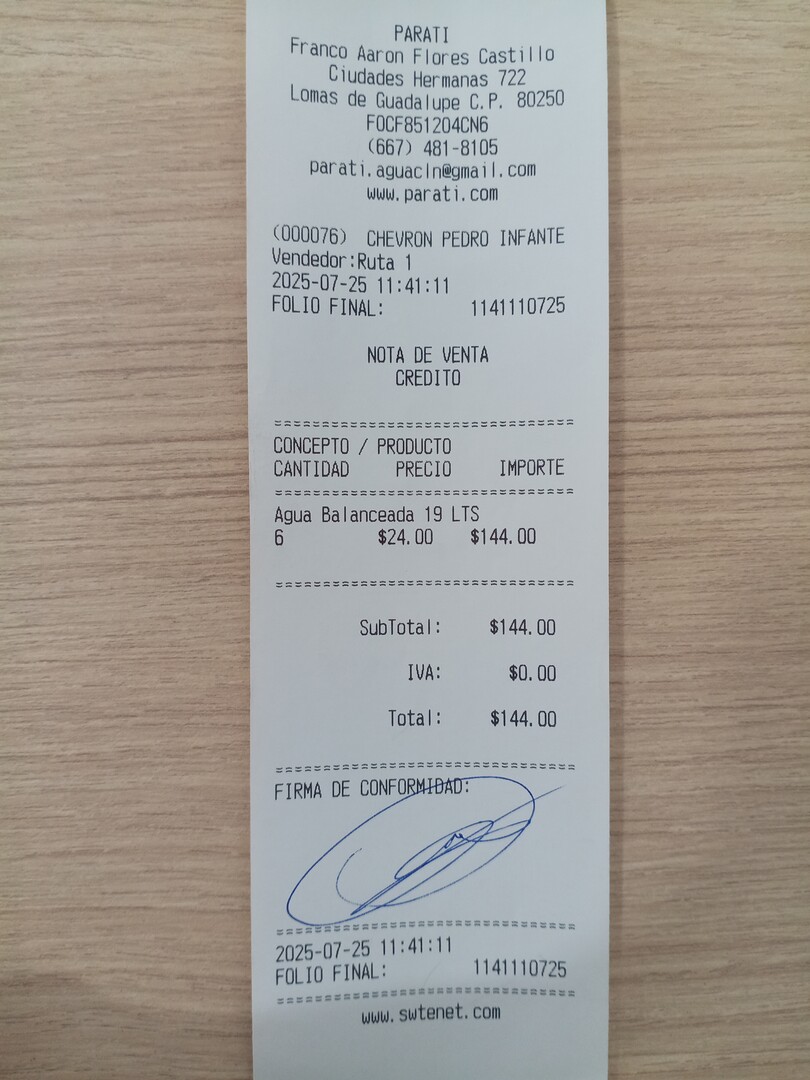 PARATI
Franco Aaron Flores Castillo
Ciudades Hermanas 722
Lomas de Guadalupe C.P. 80250
FOCF851204CN6
(667) 481-8105
parati.aguacln@gmail.com
www.parati.com
(000076) CHEVRON PEDRO INFANTE
Vendedor:Ruta 1
2025-07-25 11:41:11
FOLIO FINAL: 1141110725
NOTA DE VENTA
CREDITO
================================
CONCEPTO / PRODUCTO
CANTIDAD PRECIO IMPORTE
================================
Agua Balanceada 19 LTS
6 $24.00 $144.00
================================
SubTotal: $144.00
IVA: $0.00
Total: $144.00
================================
FIRMA DE CONFORMIDAD:
================================
2025-07-25 11:41:11
FOLIO FINAL: 1141110725
================================
www.swtenet.com